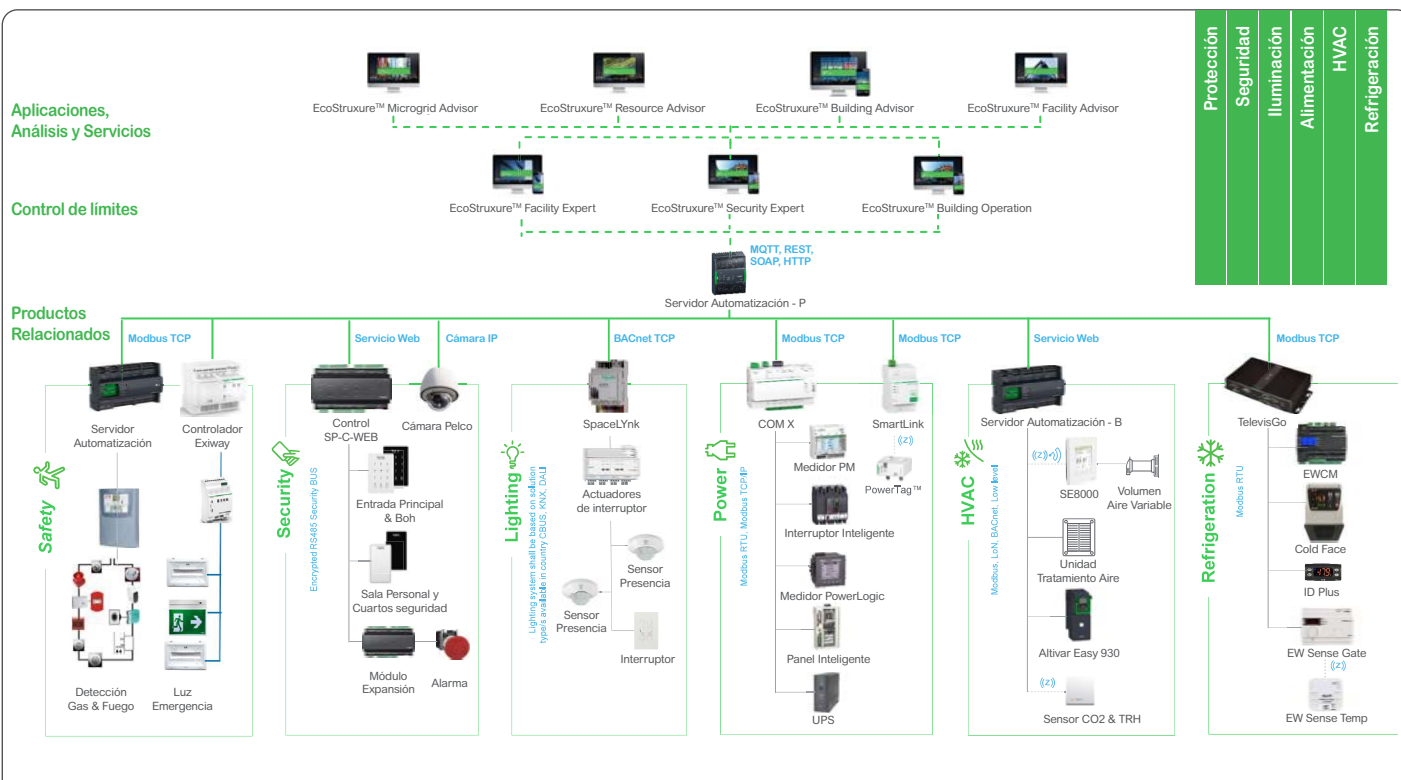 Protección
Seguridad
Iluminación
Alimentación
HVAC
Refrigeración
Aplicaciones,
Análisis y Servicios
EcoStruxure™ Microgrid Advisor
EcoStruxure™ Resource Advisor
EcoStruxure™ Building Advisor
EcoStruxure™ Facility Advisor
Control de límites
EcoStruxure™ Facility Expert
EcoStruxure™ Security Expert
EcoStruxure™ Building Operation
MQTT, REST,
SOAP, HTTP
Servidor Automatización - P
Productos
Relacionados
Modbus TCP
Servicio Web
Cámara IP
BACnet TCP
Modbus TCP
Modbus TCP
Servicio Web
Modbus TCP
Safety
Servidor
Automatización
Controlador
Exiway
Detección
Gas & Fuego
Luz
Emergencia
Security
Encrypted RS485 Security BUS
Control
SP-C-WEB
Cámara Pelco
Entrada Principal
& Boh
Sala Personal y
Cuartos seguridad
Módulo
Expansión
Alarma
Lighting
Lighting system shall be based on solution
type/s available in country CBUS, KNX, DALI
SpaceLYnk
Actuadores
de interruptor
Sensor
Presencia
Sensor
Presencia
Interruptor
Power
Modbus RTU, Modbus TCP/IP
COM X
SmartLink
((z))
PowerTag™
Medidor PM
Interruptor Inteligente
Medidor PowerLogic
Panel Inteligente
UPS
HVAC
Modbus, LoN, BACnet, Low level
Servidor Automatización - B
((z))
SE8000
Volumen
Aire Variable
Unidad
Tratamiento Aire
Altivar Easy 930
((z))
Sensor CO2 & TRH
Refrigeration
Modbus RTU
TelevisGo
EWCM
Cold Face
ID Plus
EW Sense Gate
((z))
EW Sense Temp